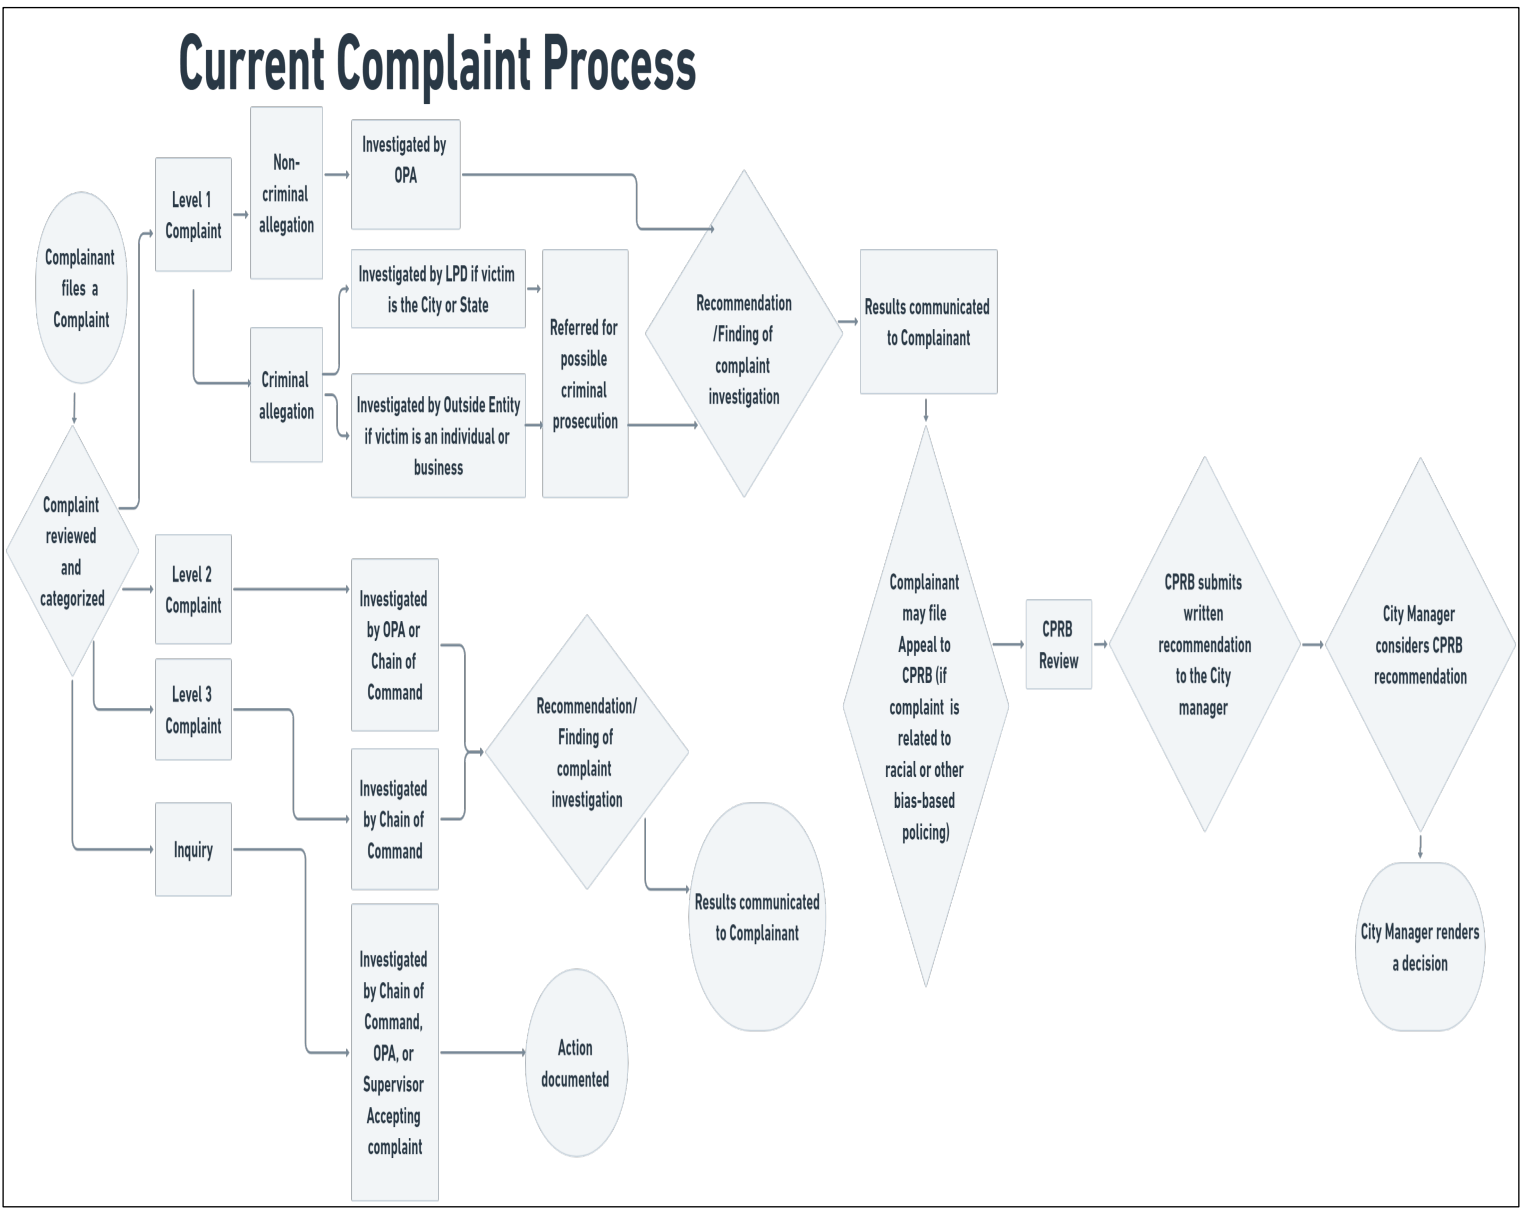 Current Complaint Process
Complainant
files a
Complaint
Complaint
reviewed
and
categorized
Level 1
Complaint
Non-
criminal
allegation
Investigated by
OPA
Criminal
allegation
Investigated by LPD if victim
is the City or State
Investigated by Outside Entity
if victim is an individual or
business
Referred for
possible
criminal
prosecution
Recommendation
/Finding of
complaint
investigation
Results communicated
to Complainant
Level 2
Complaint
Level 3
Complaint
Inquiry
Investigated
by OPA or
Chain of
Command
Investigated
by Chain of
Command
Investigated
by Chain of
Command,
OPA, or
Supervisor
Accepting
complaint
Recommendation/
Finding of
complaint
investigation
Results communicated
to Complainant
Action
documented
Complainant
may file
Appeal to
CPRB (if
complaint is
related to
racial or other
bias-based
policing)
CPRB
Review
CPRB submits
written
recommendation
to the City
manager
City Manager
considers CPRB
recommendation
City Manager renders
a decision